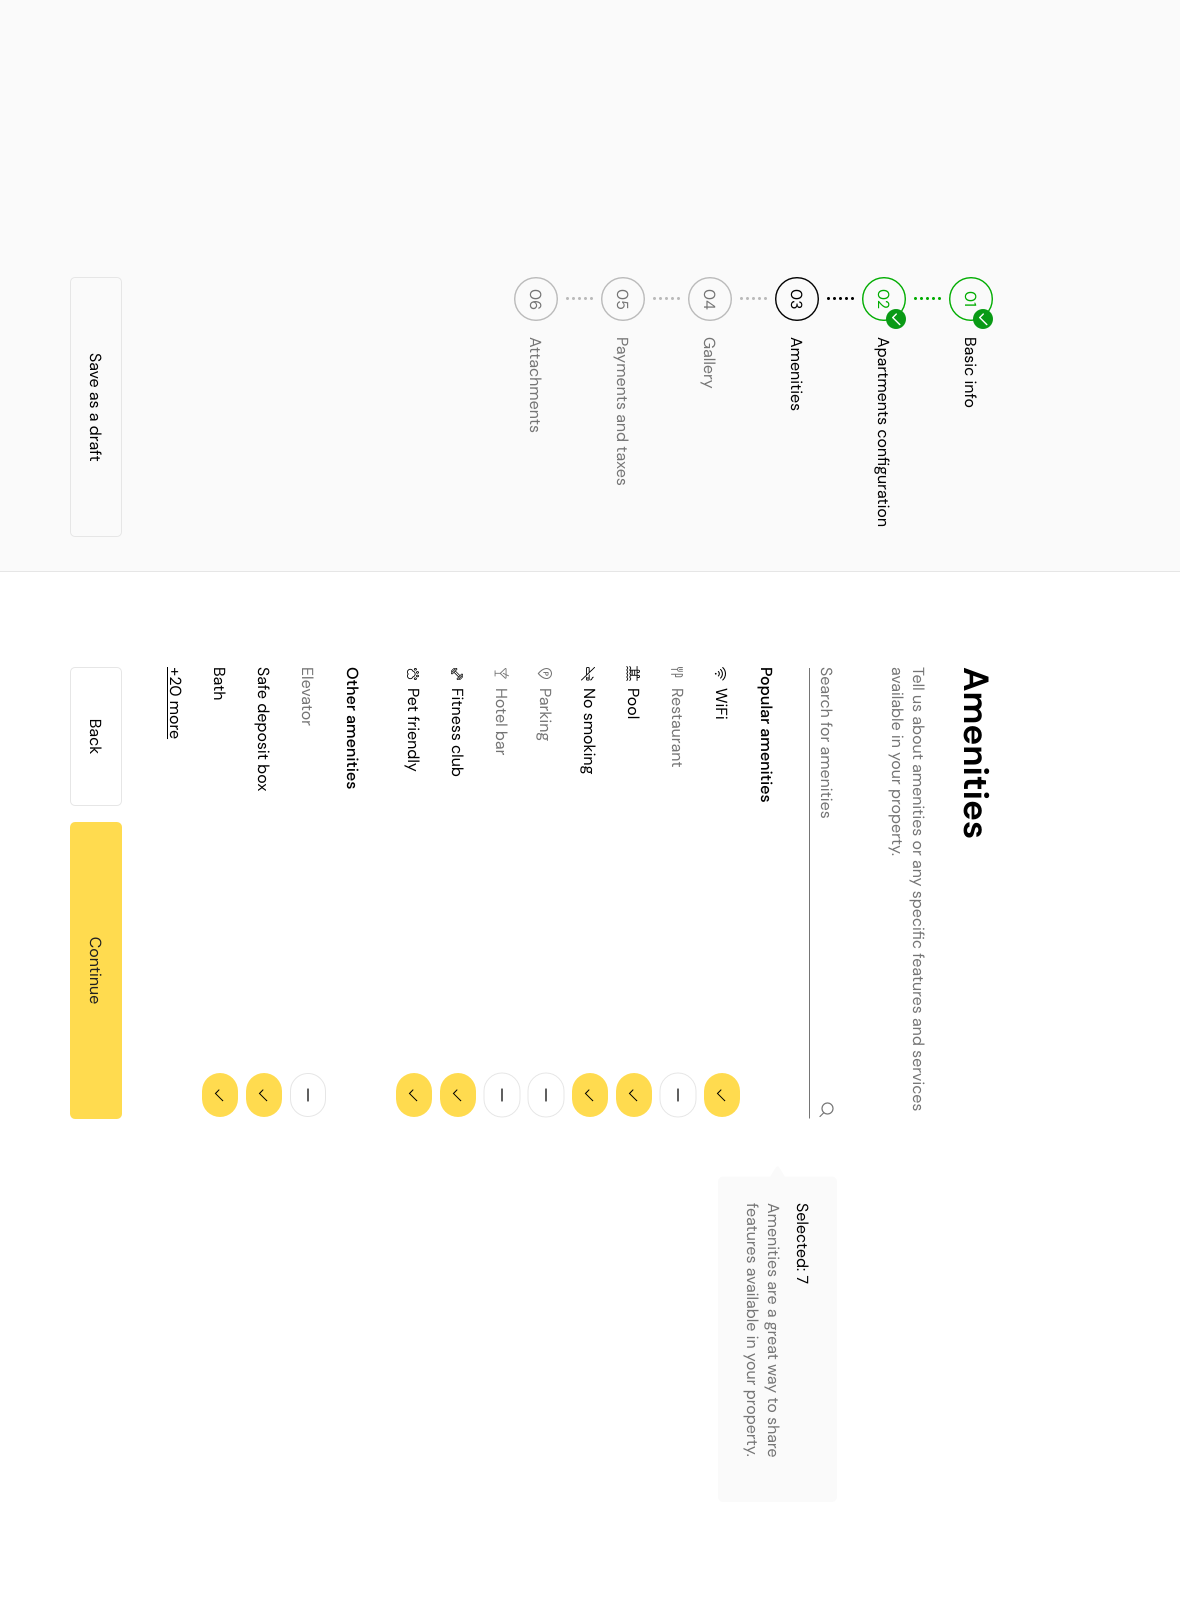 01 Basic info
02 Apartments configuration
03 Amenities
04 Gallery
05 Payments and taxes
06 Attachments
Save as a draft
Amenities
Tell us about amenities or any specific features and services
available in your property.
Search for amenities
Popular amenities
WiFi
Restaurant
Pool
No smoking
Parking
Hotel bar
Fitness club
Pet friendly
Other amenities
Elevator
Safe deposit box
Bath
+20 more
Back
Continue
Selected: 7
Amenities are a great way to share
features available in your property.